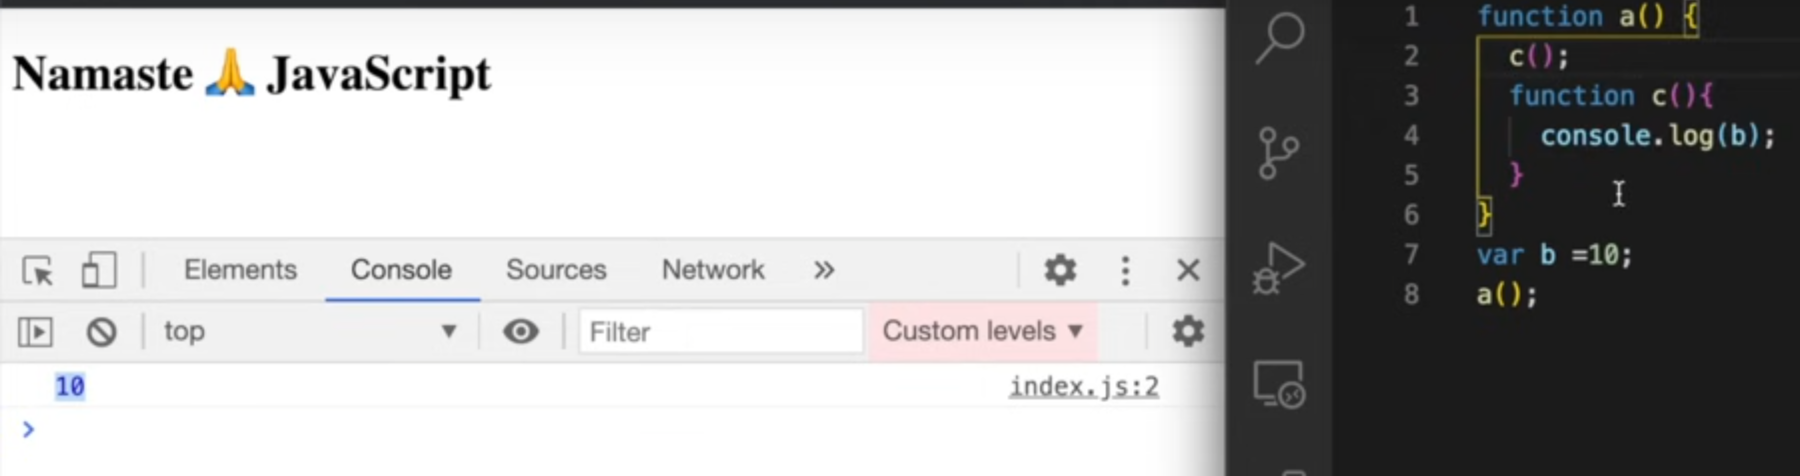 Namaste 🙏 JavaScript
Elements Console Sources Network »
top ▼ Filter Custom levels ▼
10 index.js:2
>
1 function a() {
2 c();
3 function c(){
4 console.log(b);
5 }
6 }
7 var b =10;
8 a();